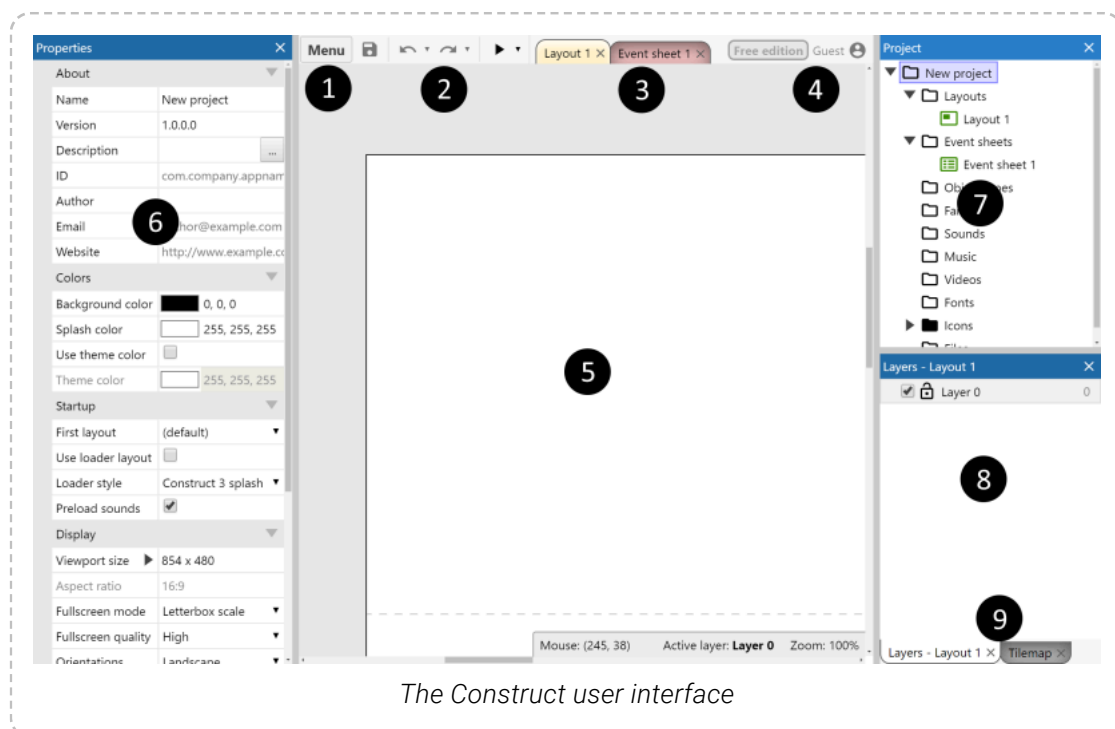 Properties
About
Name New project
Version 1.0.0.0
Description ...
ID com.company.appnam
Author
Email hor@example.com
Website http://www.example.co
Colors
Background color 0, 0, 0
Splash color 255, 255, 255
Use theme color
Theme color 255, 255, 255
Startup
First layout (default)
Use loader layout
Loader style Construct 3 splash
Preload sounds
Display
Viewport size 854 x 480
Aspect ratio 16:9
Fullscreen mode Letterbox scale
Fullscreen quality High
Orientations Landscape
6
Menu Layout 1 Event sheet 1 Free edition Guest
1 2 3 4
5
Mouse: (245, 38) Active layer: Layer 0 Zoom: 100%
Project
New project
Layouts
Layout 1
Event sheets
Event sheet 1
Sounds
Music
Videos
Fonts
Icons
Files
7
Layers - Layout 1
Layer 0 0
8
9
Layers - Layout 1 Tilemap
The Construct user interface